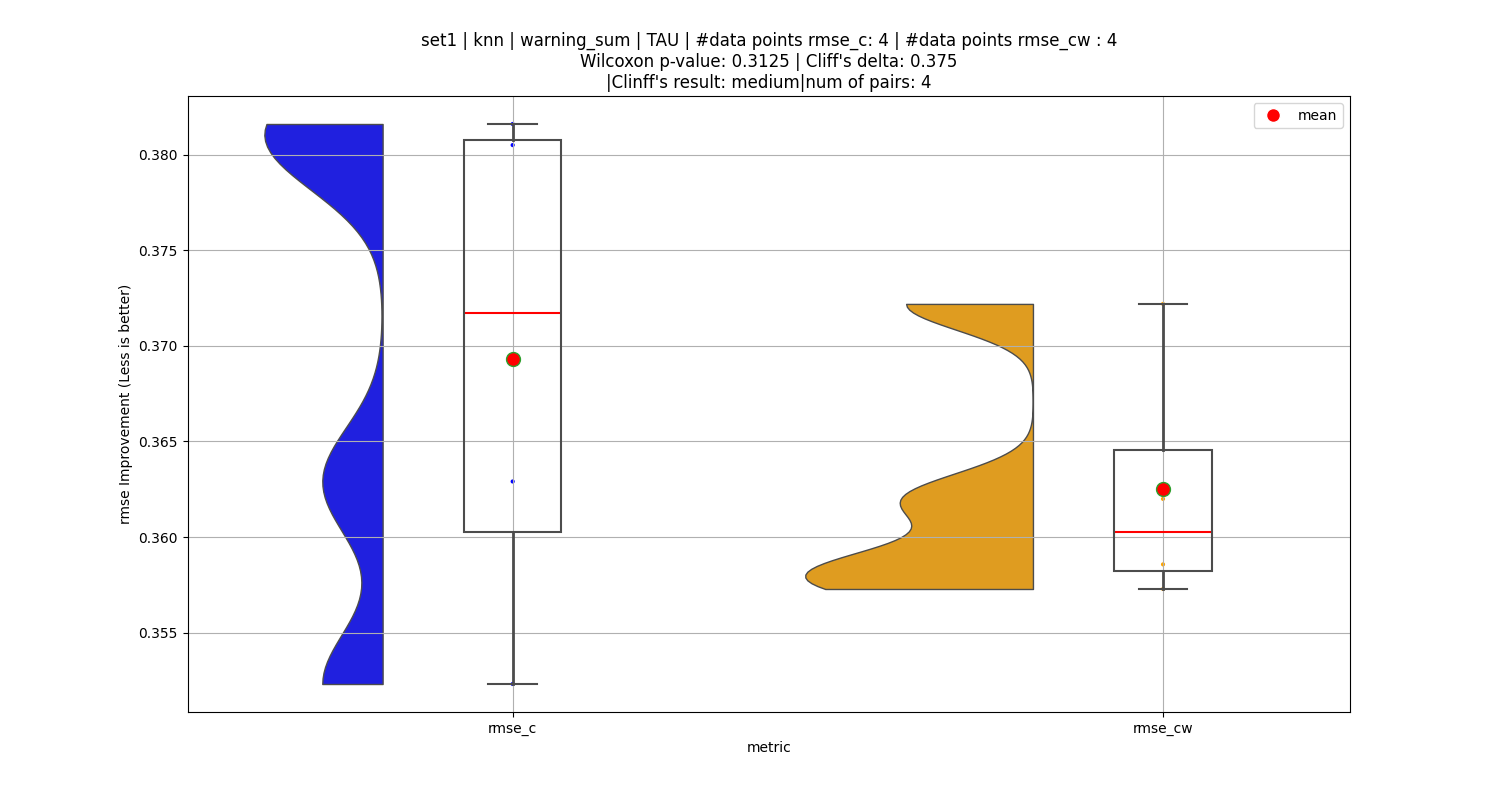 set1 | knn | warning_sum | TAU | #data points rmse_c: 4 | #data points rmse_cw : 4
Wilcoxon p-value: 0.3125 | Cliff's delta: 0.375
|Clinff's result: medium|num of pairs: 4
mean
0.380
0.375
0.370
0.365
0.360
0.355
rmse Improvement (Less is better)
rmse_c
rmse_cw
metric